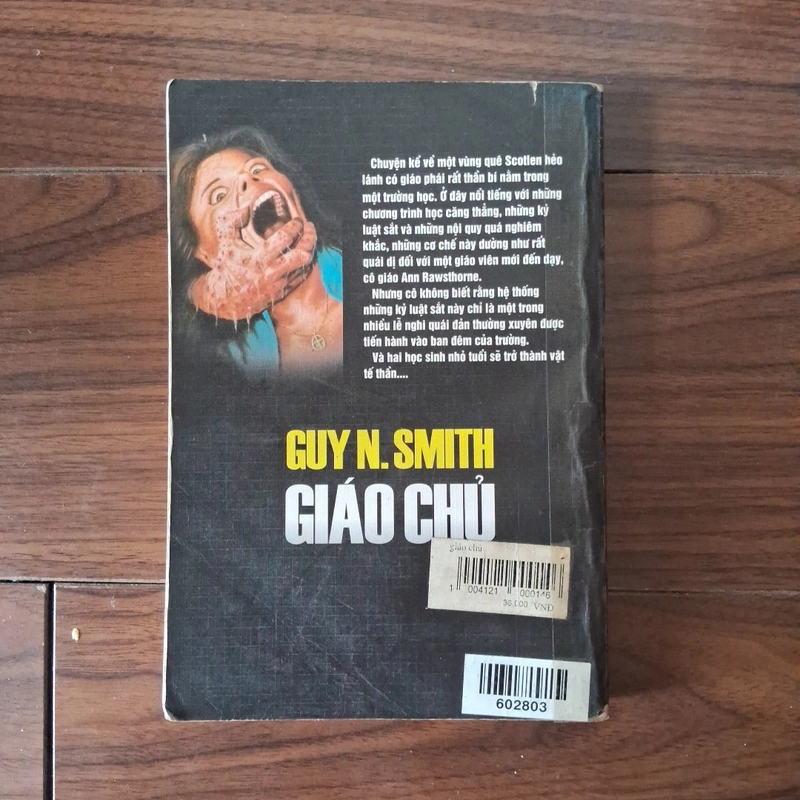 Chuyện kể về một vùng quê Scotlen hẻo
lánh có giáo phái rất thần bí nằm trong
một trường học. Ở đây nổi tiếng với những
chương trình học căng thẳng, những kỷ
luật sắt và những nội quy quá nghiêm
khắc, những cơ chế này dường như rất
quái dị đối với một giáo viên mới đến dạy,
cô giáo Ann Rawsthorne.
Nhưng cô không biết rằng hệ thống
những kỷ luật sắt này chỉ là một trong
nhiều lễ nghi quái đản thường xuyên được
tiến hành vào ban đêm của trường.
Và hai học sinh nhỏ tuổi sẽ trở thành vật
tế thần....
GUY N. SMITH
GIÁO CHỦ
giáo chủ
1 004121 000146
36,000 VND
602803